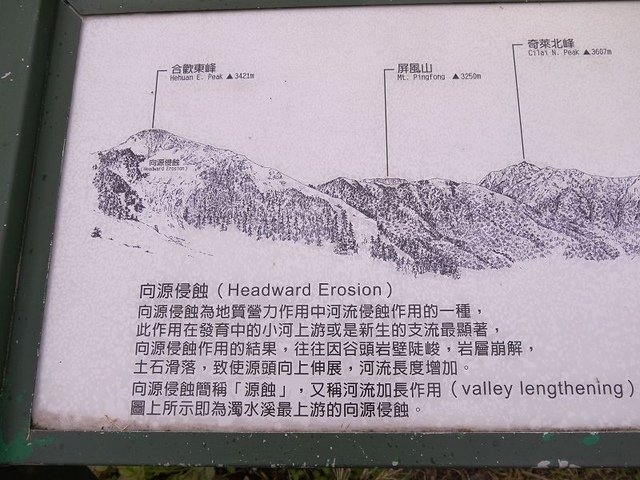 合歡東峰
Hehuan E. Peak ▲3421m
屏風山
Mt. Pingfong ▲3250m
奇萊北峰
Cilai N. Peak ▲3607m
向源侵蝕
(Headward Erosion)
向源侵蝕(Headward Erosion)
向源侵蝕為地質營力作用中河流侵蝕作用的一種，
此作用在發育中的小河上游或是新生的支流最顯著，
向源侵蝕作用的結果，往往因谷頭岩壁陡峻，岩層崩解，
土石滑落，致使源頭向上伸展，河流長度增加。
向源侵蝕簡稱「源蝕」，又稱河流加長作用(valley lengthening)
圖上所示即為濁水溪最上游的向源侵蝕。